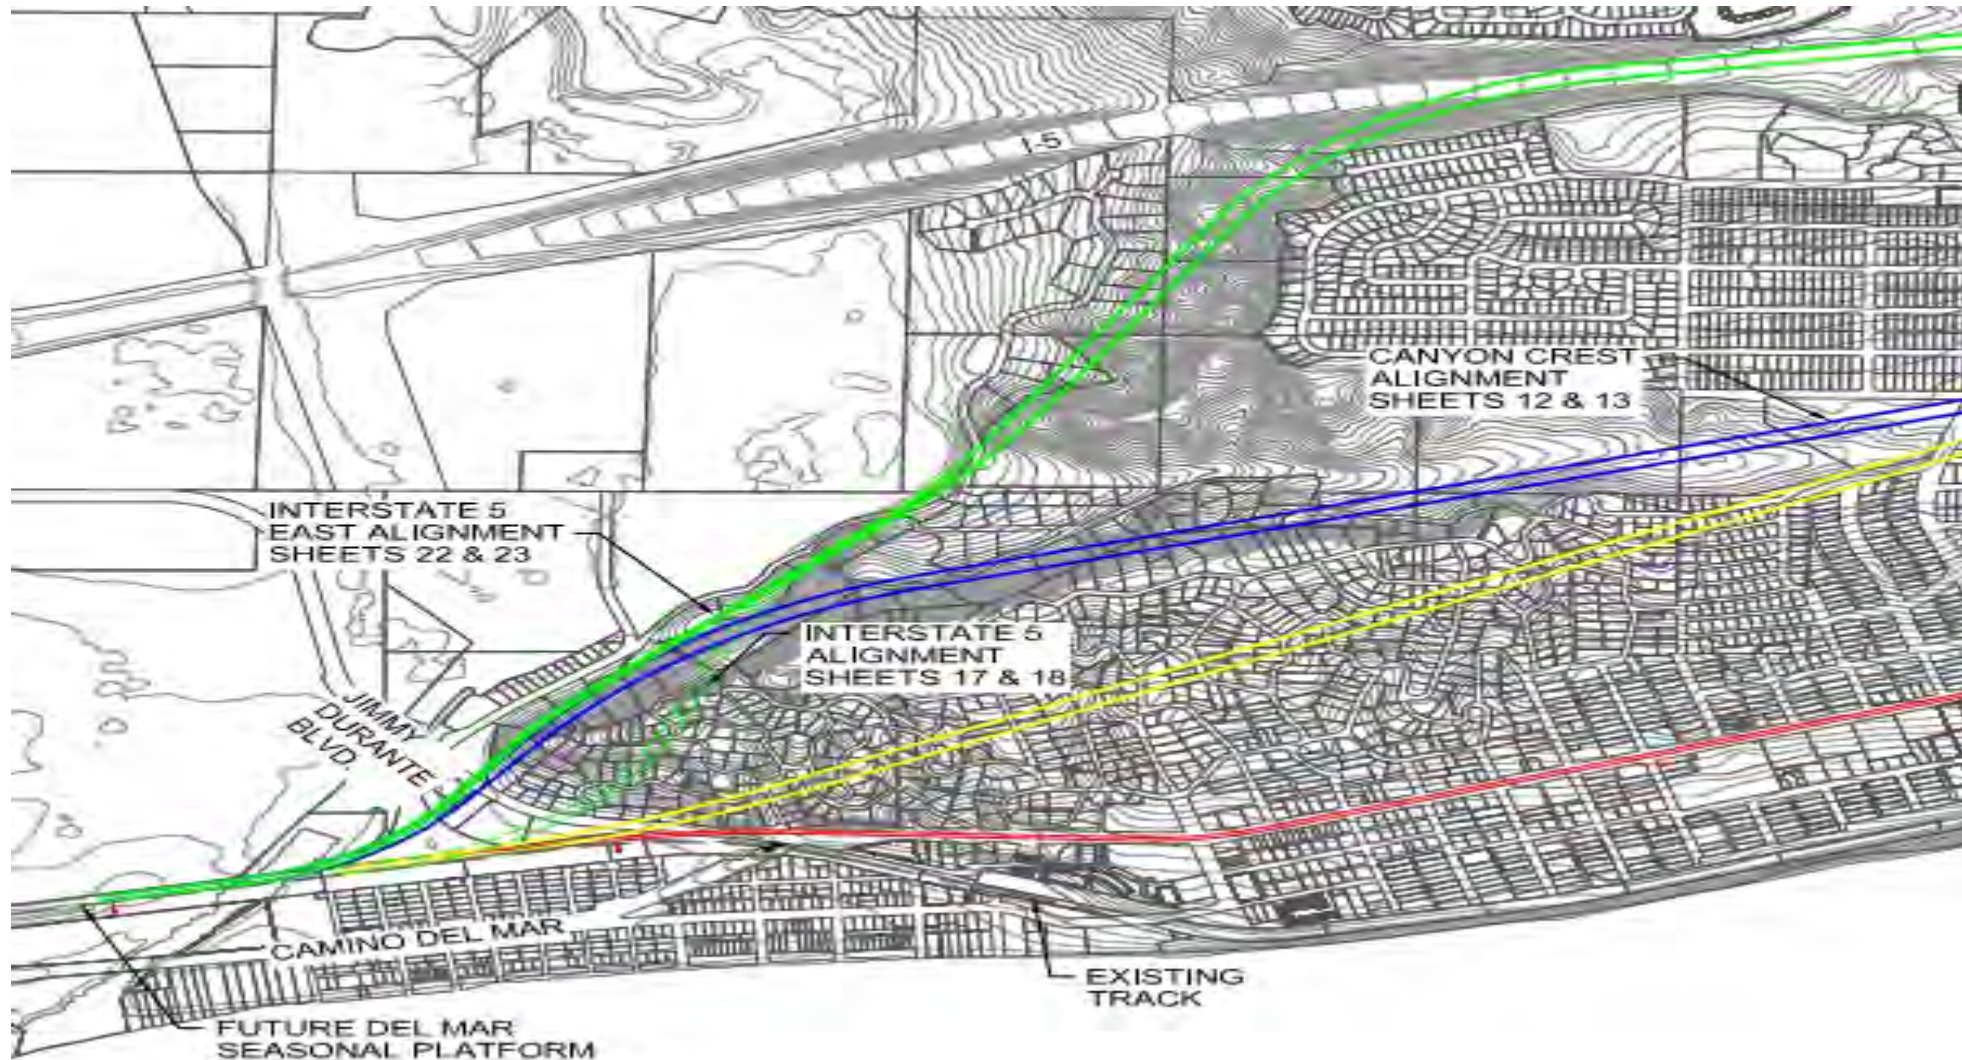 I-5
CANYON CREST
ALIGNMENT
SHEETS 12 & 13
INTERSTATE 5
EAST ALIGNMENT
SHEETS 22 & 23
INTERSTATE 5
ALIGNMENT
SHEETS 17 & 18
JIMMY
DURANTE
BLVD.
CAMINO DEL MAR
EXISTING
TRACK
FUTURE DEL MAR
SEASONAL PLATFORM